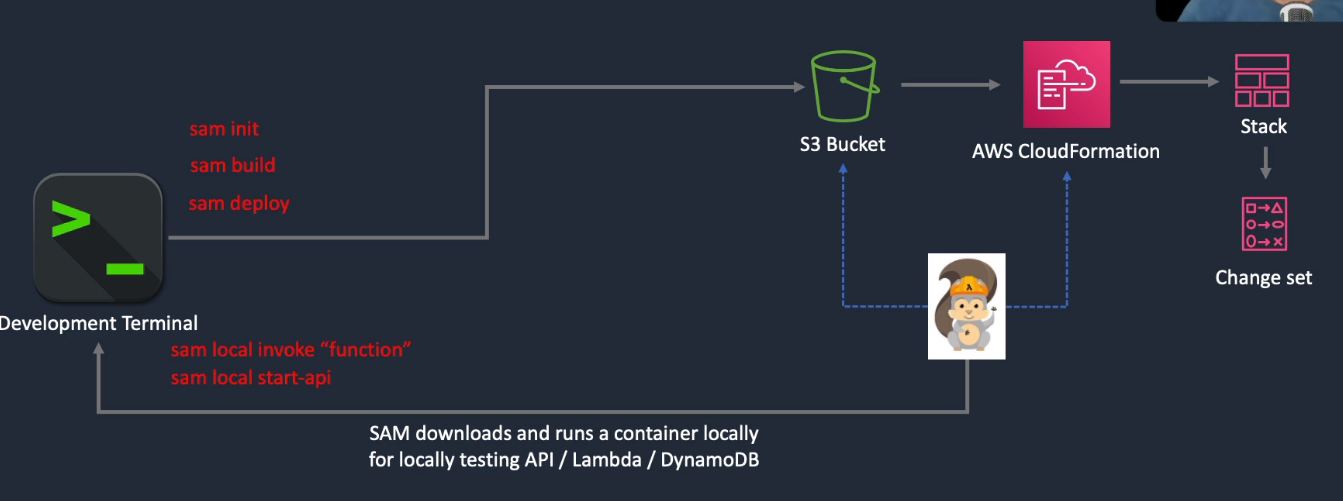 sam init
sam build
sam deploy
S3 Bucket
AWS CloudFormation
Stack
Change set
Development Terminal
sam local invoke “function”
sam local start-api
SAM downloads and runs a container locally
for locally testing API / Lambda / DynamoDB